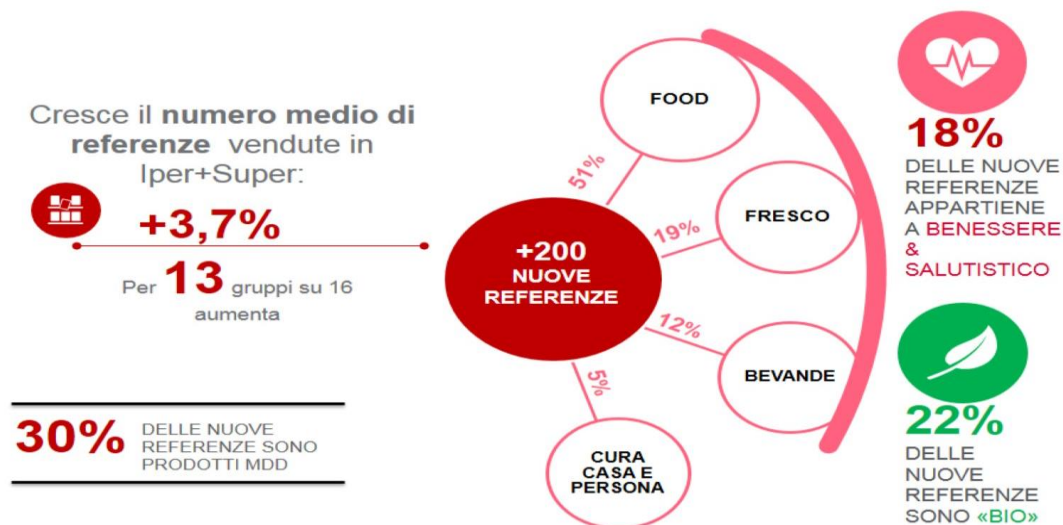 Cresce il numero medio di
referenze vendute in
Iper+Super:
+3,7%
Per 13 gruppi su 16
aumenta
30%
DELLE NUOVE
REFERENZE SONO
PRODOTTI MDD
+200
NUOVE
REFERENZE
51%
FOOD
19%
FRESCO
12%
BEVANDE
5%
CURA
CASA E
PERSONA
18%
DELLE NUOVE
REFERENZE
APPARTIENE
A BENESSERE
&
SALUTISTICO
22%
DELLE
NUOVE
REFERENZE
SONO «BIO»